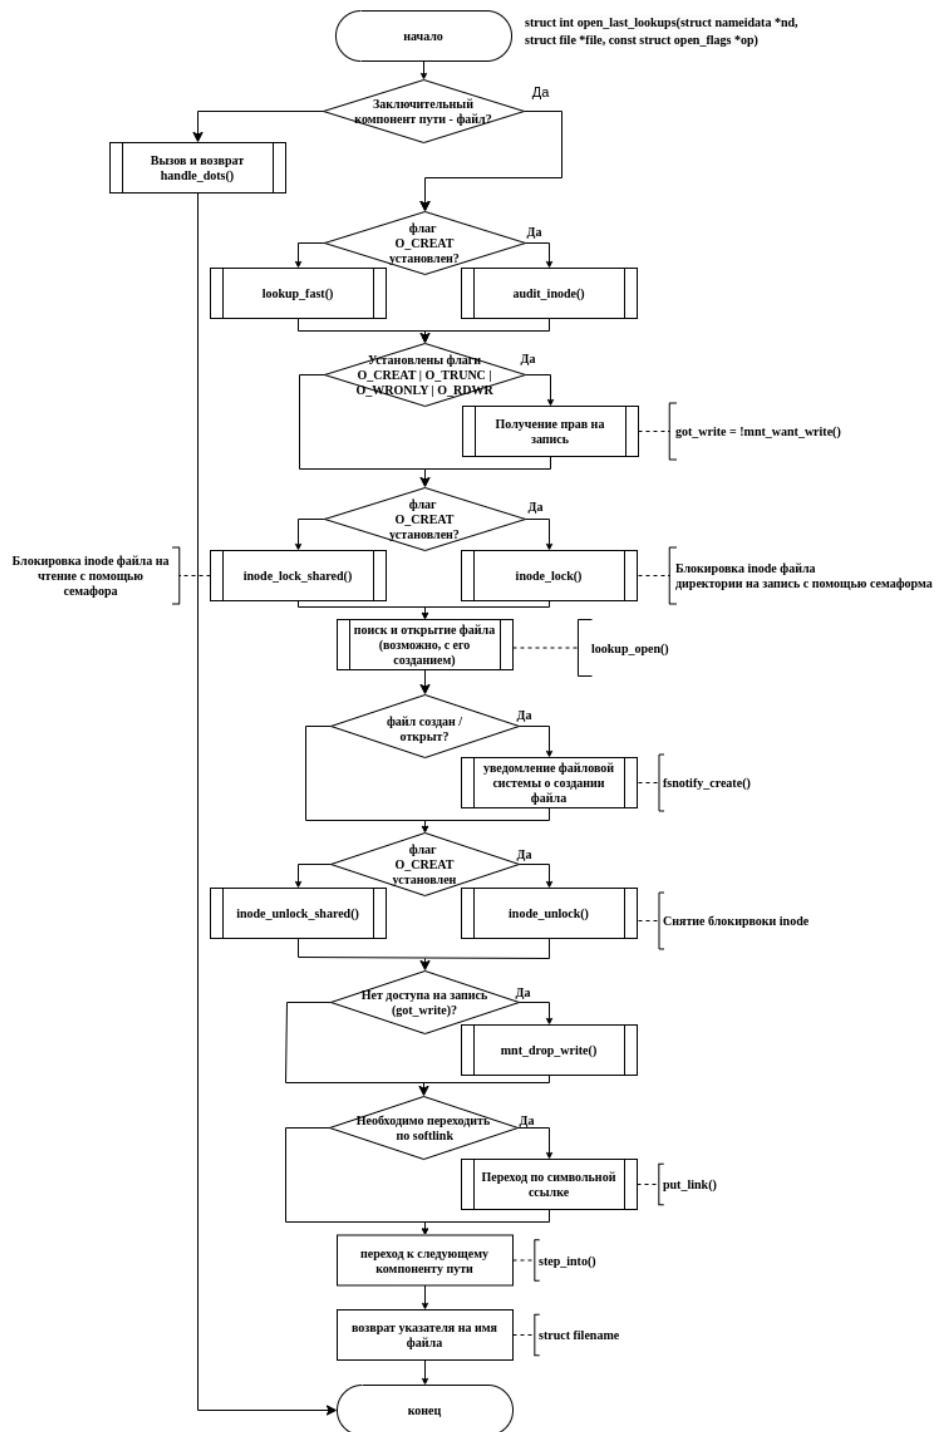 начало
struct int open_last_lookups(struct nameidata *nd,
struct file *file, const struct open_flags *op)
Заключительный
компонент пути - файл?
Да
Вызов и возврат
handle_dots()
флаг
O_CREAT
установлен?
Да
lookup_fast()
audit_inode()
Установлены флаги
O_CREAT | O_TRUNC |
O_WRONLY | O_RDWR
Да
Получение прав на
запись
got_write = !mnt_want_write()
флаг
O_CREAT
установлен?
Да
Блокировка inode файла на
чтение с помощью
семафора
inode_lock_shared()
inode_lock()
Блокировка inode файла
директории на запись с помощью семаформа
поиск и открытие файла
(возможно, с его
созданием)
lookup_open()
файл создан /
открыт?
Да
уведомление файловой
системы о создании
файла
fsnotify_create()
флаг
O_CREAT
установлен
Да
inode_unlock_shared()
inode_unlock()
Снятие блокирвоки inode
Нет доступа на запись
(got_write)?
Да
mnt_drop_write()
Необходимо переходить
по softlink
Да
Переход по символьной
ссылке
put_link()
переход к следующему
компоненту пути
step_into()
возврат указателя на имя
файла
struct filename
конец